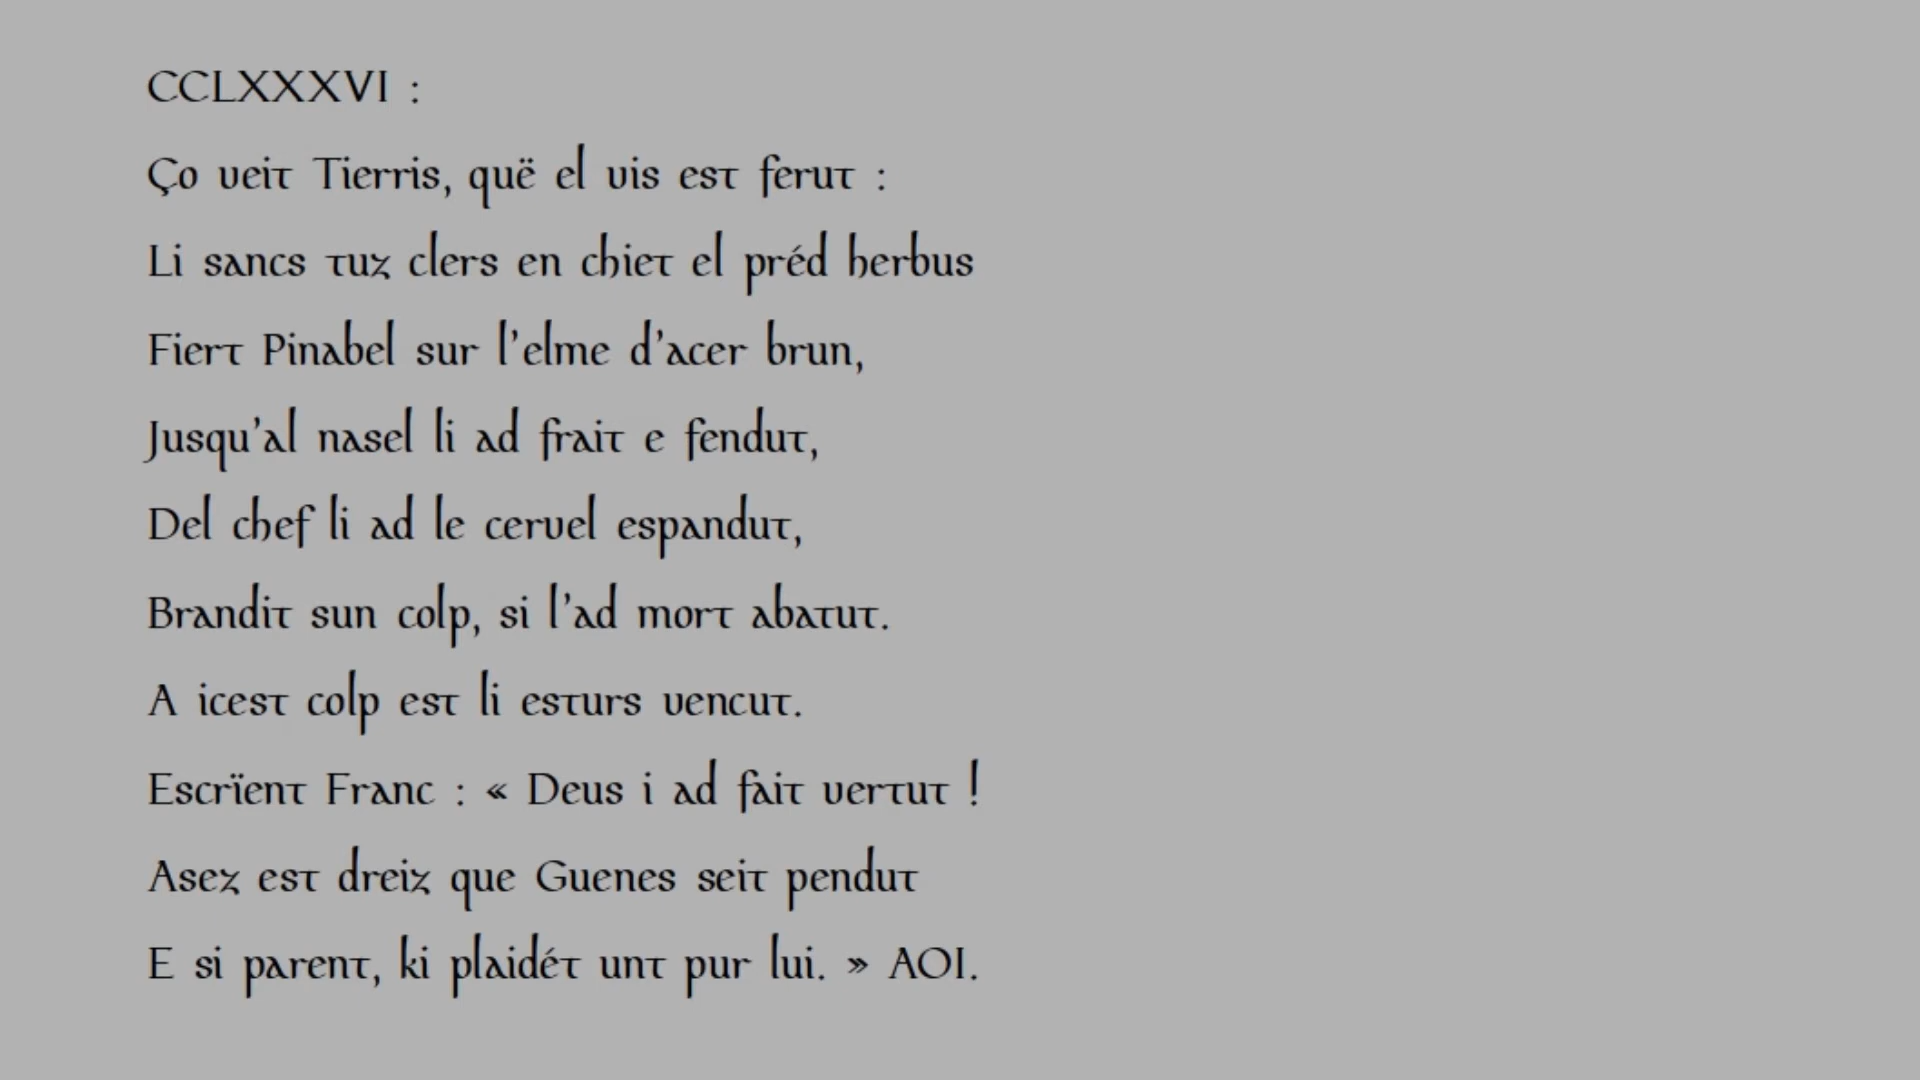 CCLXXXVI :
Ço veit Tierris, quë el vis est ferut :
Li sancs tuz clers en chiet el préd herbus
Fiert Pinabel sur l’elme d’acer brun,
Jusqu’al nasel li ad frait e fendut,
Del chef li ad le cervel espandut,
Brandit sun colp, si l’ad mort abatut.
A icest colp est li esturs vencut.
Escrïent Franc : « Deus i ad fait vertut !
Asez est dreiz que Guenes seit pendut
E si parent, ki plaidét unt pur lui. » AOI.